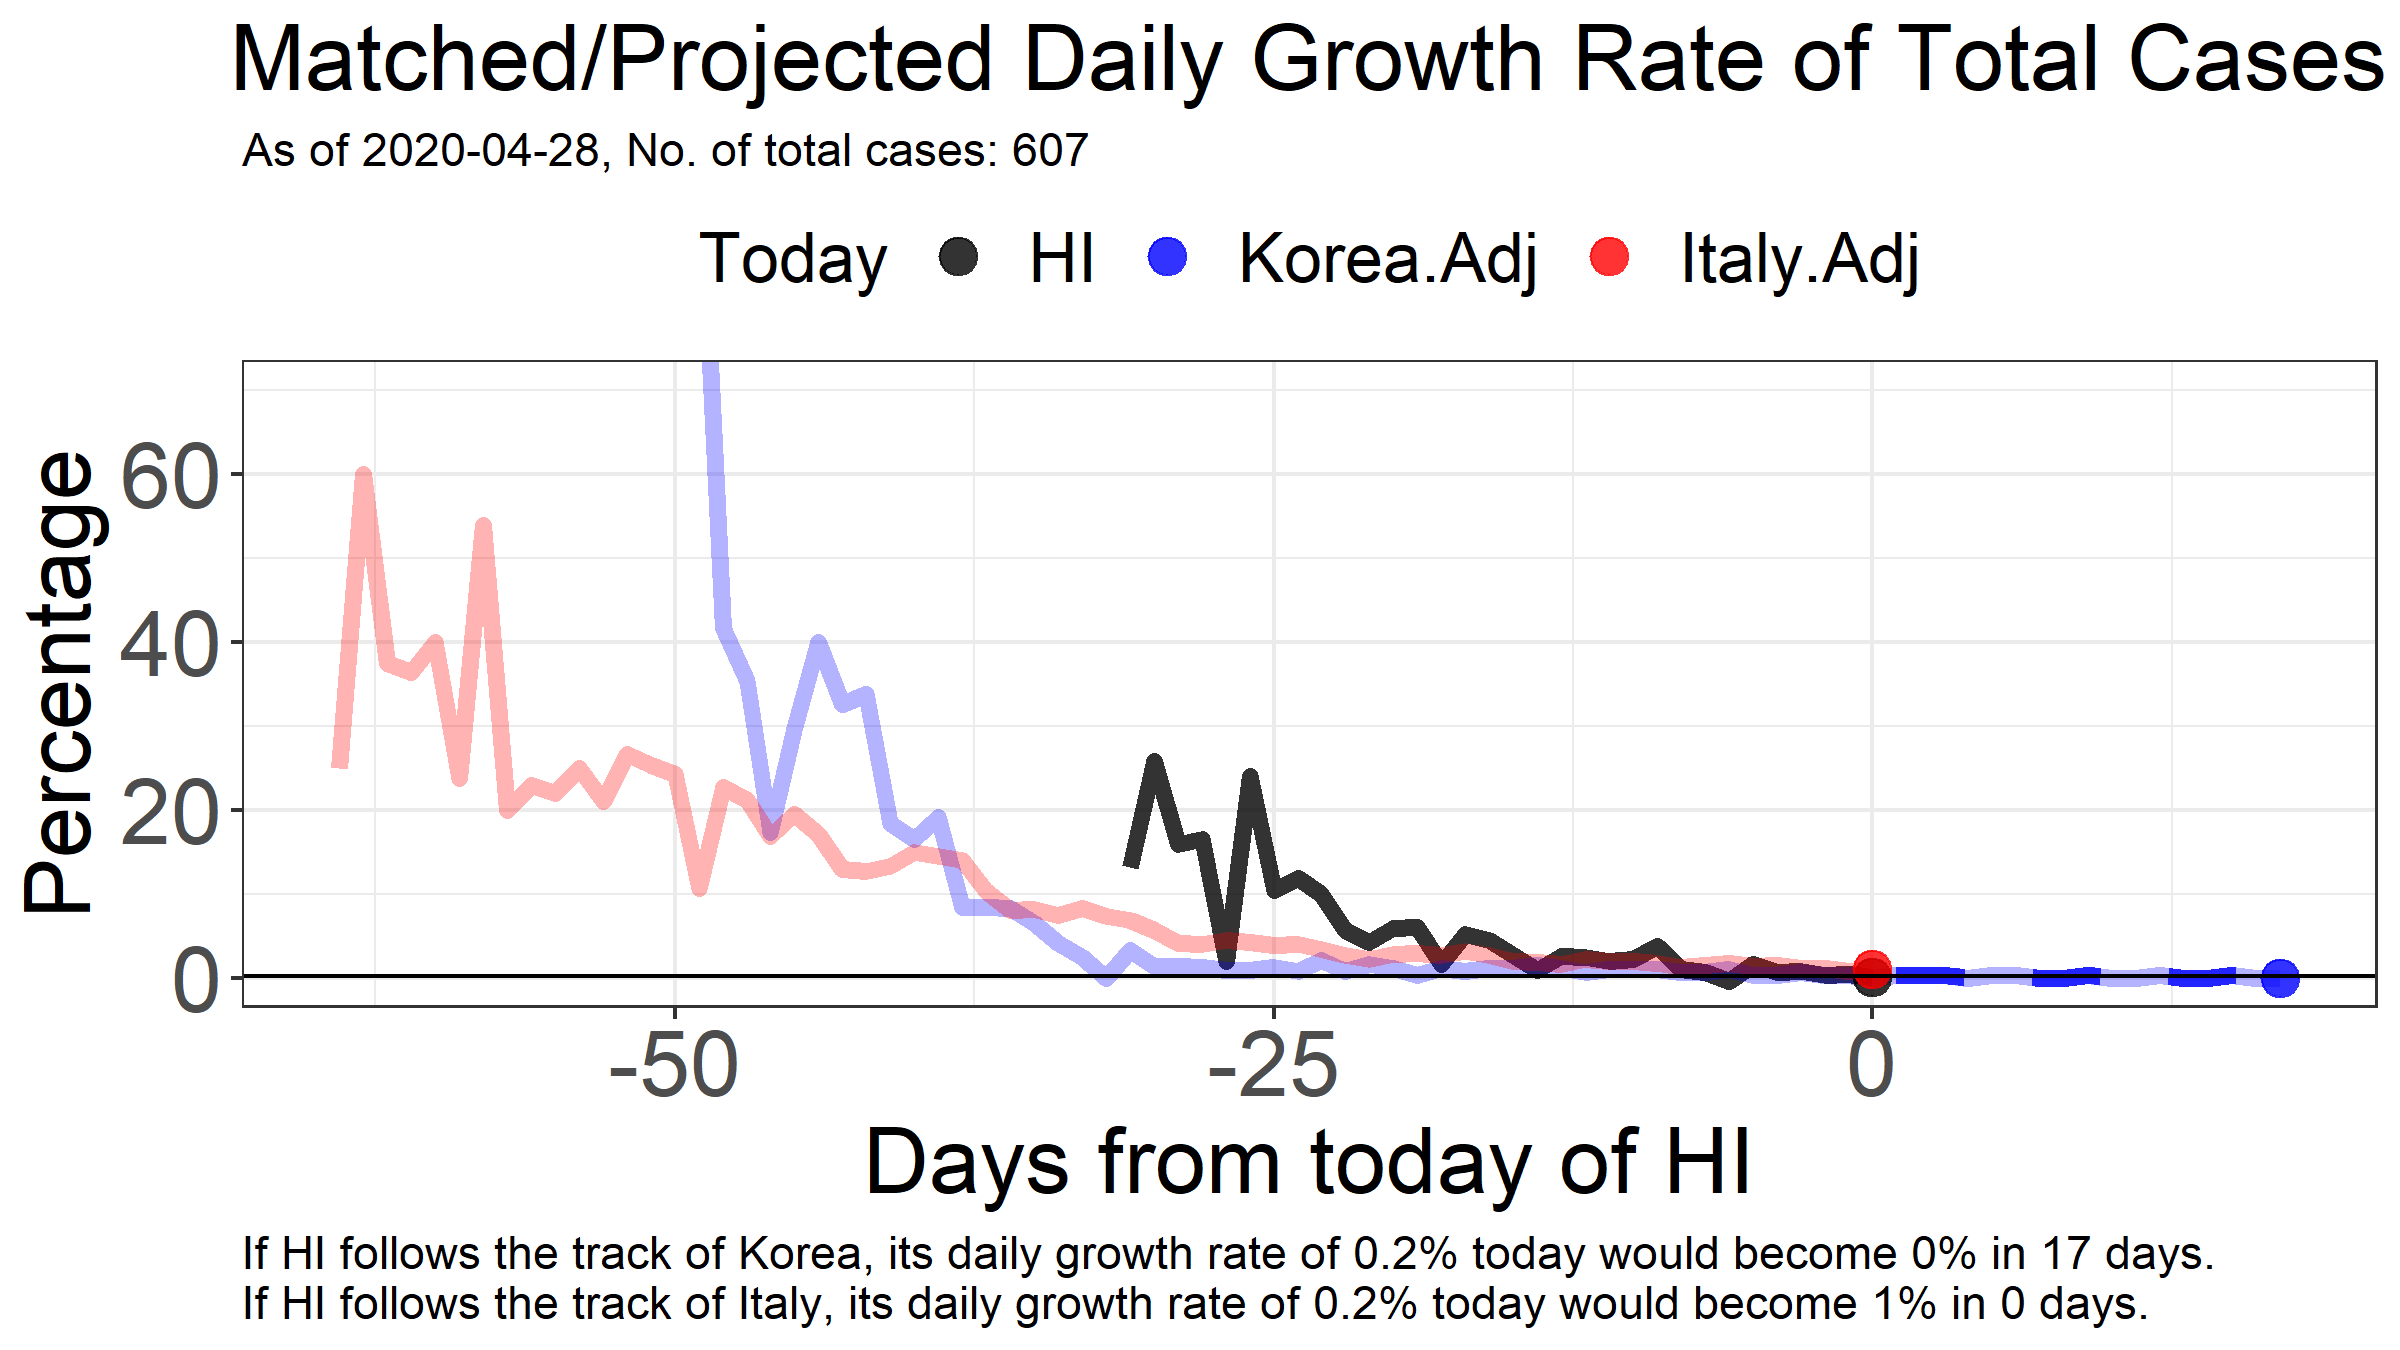 Matched/Projected Daily Growth Rate of Total Cases
As of 2020-04-28, No. of total cases: 607
Today HI Korea.Adj Italy.Adj
Percentage
60
40
20
0
-50 -25 0
Days from today of HI
If HI follows the track of Korea, its daily growth rate of 0.2% today would become 0% in 17 days.
If HI follows the track of Italy, its daily growth rate of 0.2% today would become 1% in 0 days.